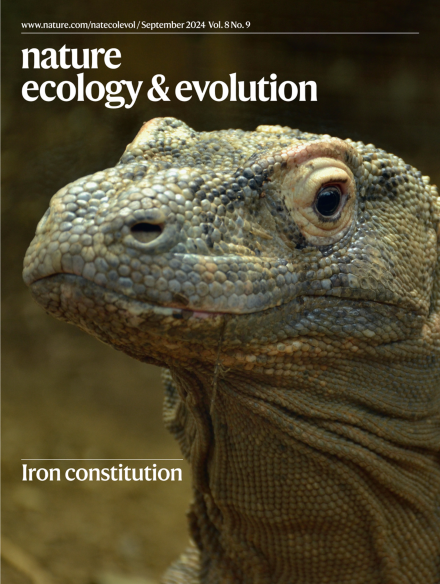 www.nature.com/natecolevol / September 2024 Vol. 8 No. 9
nature
ecology & evolution
Iron constitution